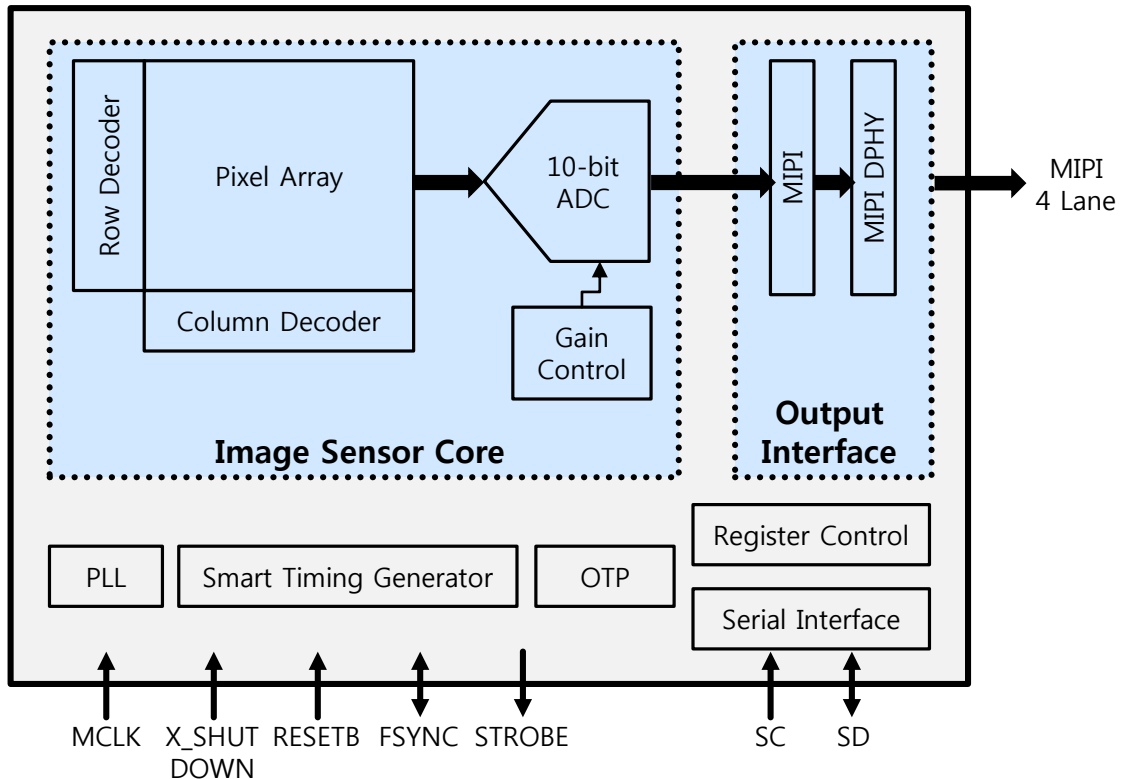 Row Decoder
Pixel Array
Column Decoder
10-bit
ADC
Gain
Control
Image Sensor Core
MIPI
MIPI DPHY
Output
Interface
MIPI
4 Lane
PLL
Smart Timing Generator
OTP
Register Control
Serial Interface
MCLK
X_SHUT
DOWN
RESETB
FSYNC
STROBE
SC
SD